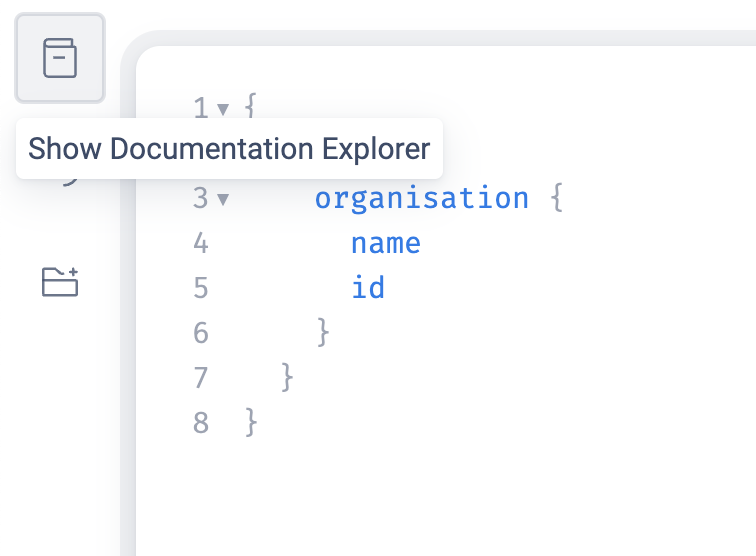 1 ▾ {
Show Documentation Explorer
3 ▾ organisation {
4 name
5 id
6 }
7 }
8 }